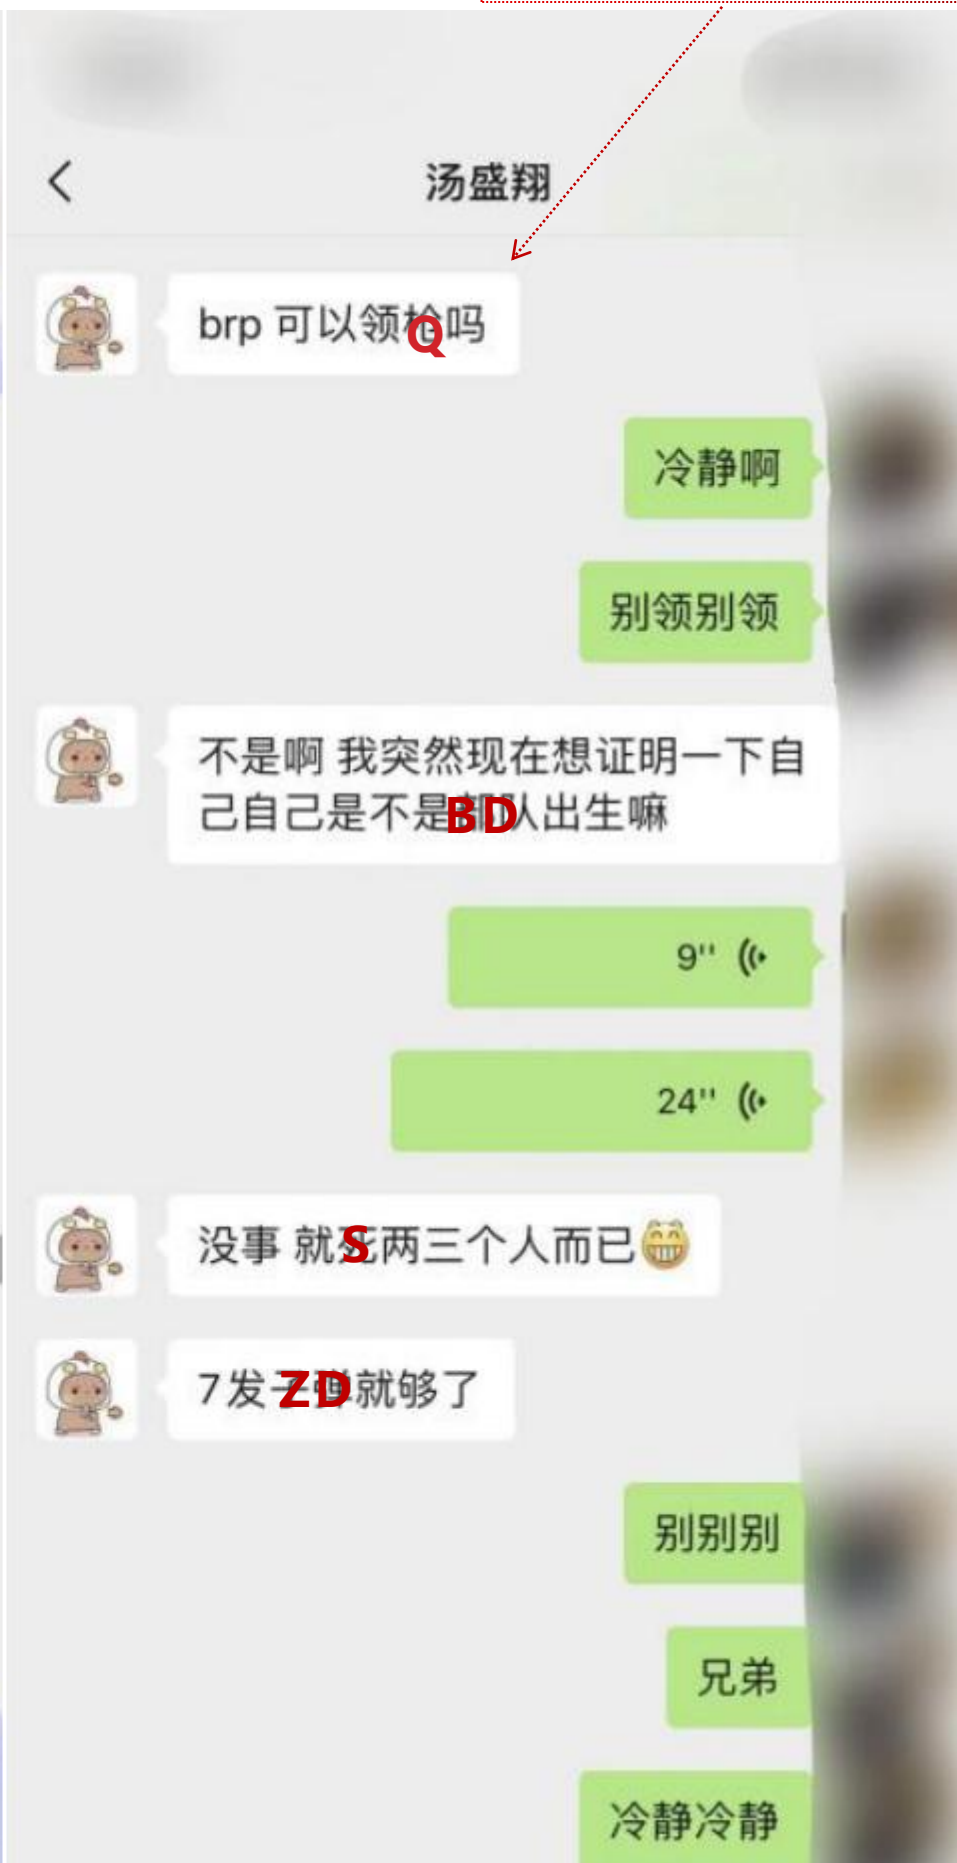 汤盛翔
brp 可以领Q吗
冷静啊
别领别领
不是啊 我突然现在想证明一下自
己自己是不是BD队出生嘛
9''
24''
没事 就S两三个人而已
7发ZD就够了
别别别
兄弟
冷静冷静